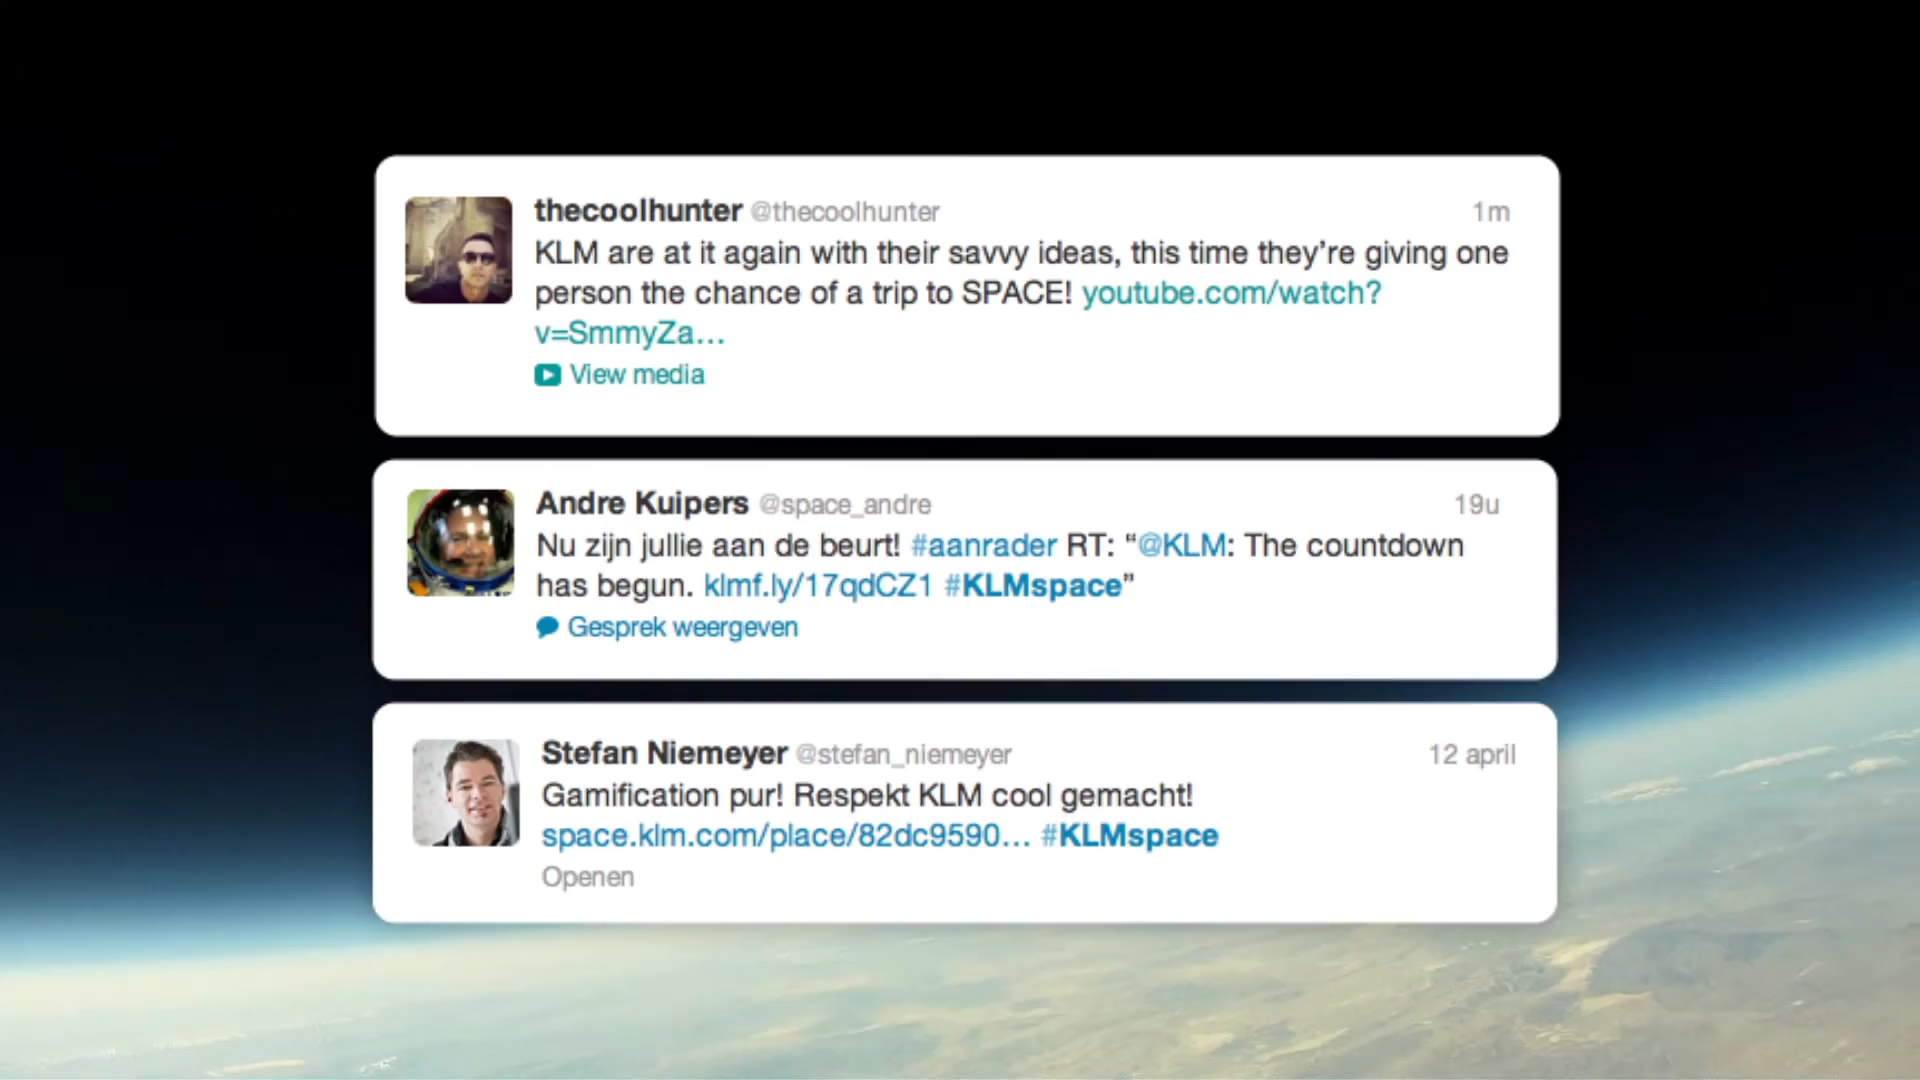 thecoolhunter @thecoolhunter 1m
KLM are at it again with their savvy ideas, this time they’re giving one
person the chance of a trip to SPACE! youtube.com/watch?
v=SmmyZa...
View media
Andre Kuipers @space_andre 19u
Nu zijn jullie aan de beurt! #aanrader RT: “@KLM: The countdown
has begun. klmf.ly/17qdCZ1 #KLMspace”
Gesprek weergeven
Stefan Niemeyer @stefan_niemeyer 12 april
Gamification pur! Respekt KLM cool gemacht!
space.klm.com/place/82dc9590... #KLMspace
Openen